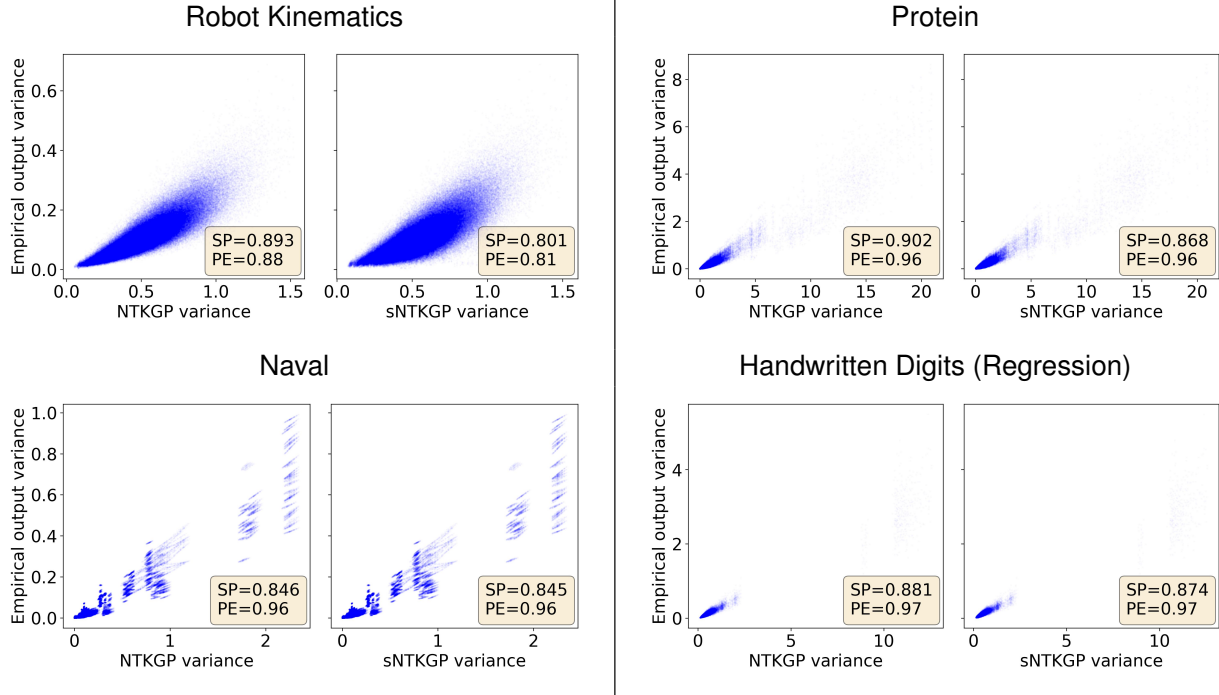 Robot Kinematics
Empirical output variance
0.6
0.4
0.2
0.0
0.0 0.5 1.0 1.5
NTKGP variance
SP=0.893
PE=0.88
0.0 0.5 1.0 1.5
sNTKGP variance
SP=0.801
PE=0.81
Protein
Empirical output variance
8
6
4
2
0
0 5 10 15 20
NTKGP variance
SP=0.902
PE=0.96
0 5 10 15 20
sNTKGP variance
SP=0.868
PE=0.96
Naval
Empirical output variance
1.0
0.8
0.6
0.4
0.2
0.0
0 1 2
NTKGP variance
SP=0.846
PE=0.96
0 1 2
sNTKGP variance
SP=0.845
PE=0.96
Handwritten Digits (Regression)
Empirical output variance
4
2
0
0 5 10
NTKGP variance
SP=0.881
PE=0.97
0 5 10
sNTKGP variance
SP=0.874
PE=0.97